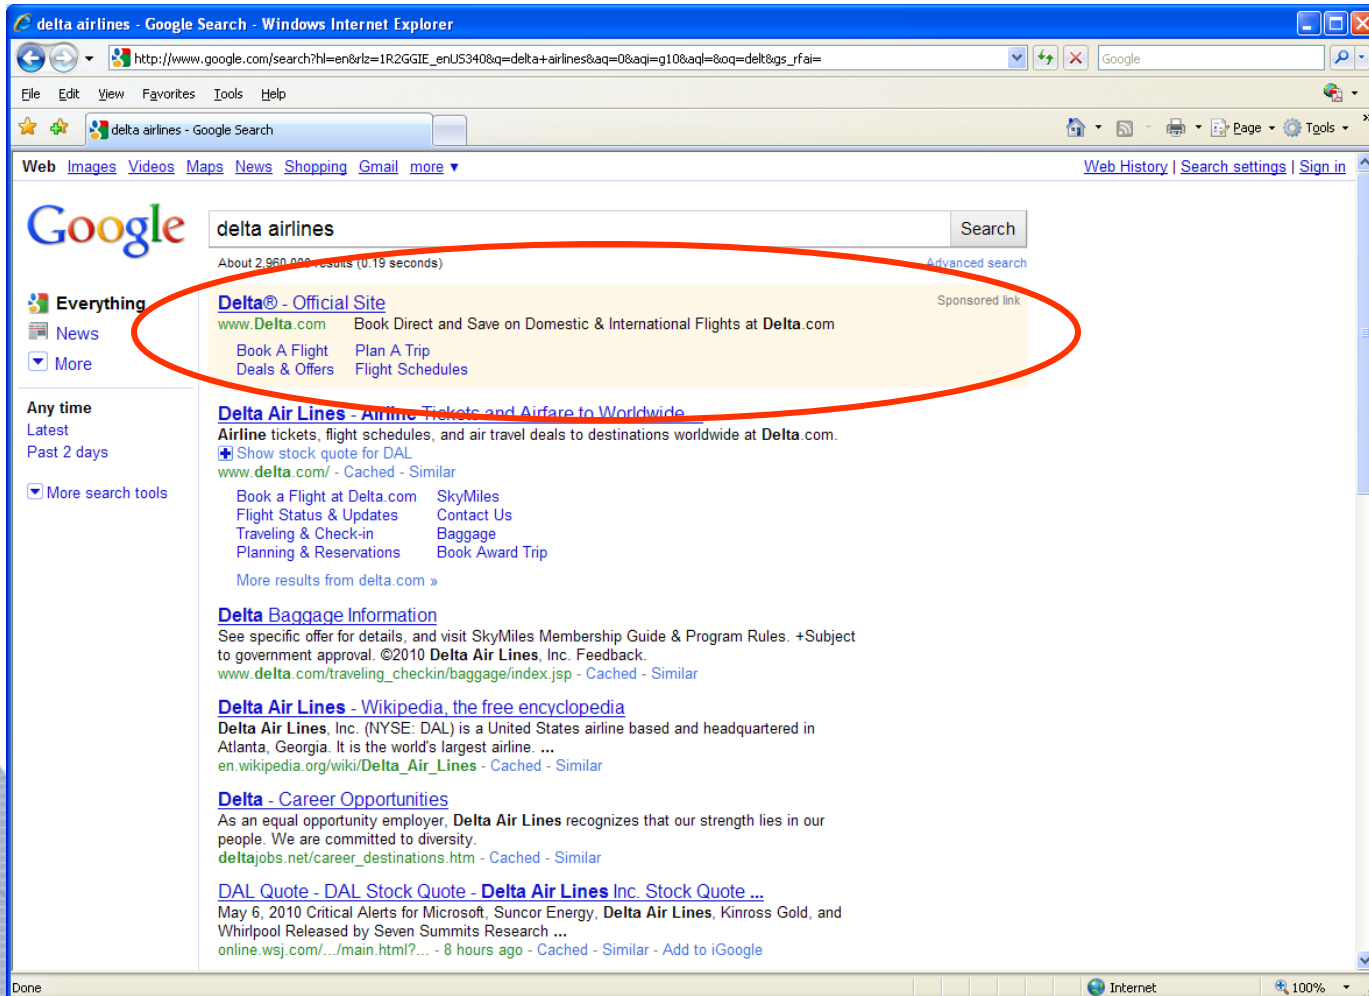 delta airlines - Google Search - Windows Internet Explorer
http://www.google.com/search?hl=en&rlz=1R2GGIE_enUS340&q=delta+airlines&aq=0&aqi=g10&aql=&oq=delt&gs_rfai=
Google
File Edit View Favorites Tools Help
delta airlines - Google Search
Page Tools
Web Images Videos Maps News Shopping Gmail more
Web History | Search settings | Sign in
Google
delta airlines
Search
About 2,960,000 results (0.19 seconds)
Advanced search
Everything
News
More
Any time
Latest
Past 2 days
More search tools
Delta® - Official Site
Sponsored link
www.Delta.com Book Direct and Save on Domestic & International Flights at Delta.com
Book A Flight Plan A Trip
Deals & Offers Flight Schedules
Delta Air Lines - Airline Tickets and Airfare to Worldwide ...
Airline tickets, flight schedules, and air travel deals to destinations worldwide at Delta.com.
Show stock quote for DAL
www.delta.com/ - Cached - Similar
Book a Flight at Delta.com SkyMiles
Flight Status & Updates Contact Us
Traveling & Check-in Baggage
Planning & Reservations Book Award Trip
More results from delta.com »
Delta Baggage Information
See specific offer for details, and visit SkyMiles Membership Guide & Program Rules. +Subject
to government approval. ©2010 Delta Air Lines, Inc. Feedback.
www.delta.com/traveling_checkin/baggage/index.jsp - Cached - Similar
Delta Air Lines - Wikipedia, the free encyclopedia
Delta Air Lines, Inc. (NYSE: DAL) is a United States airline based and headquartered in
Atlanta, Georgia. It is the world's largest airline. ...
en.wikipedia.org/wiki/Delta_Air_Lines - Cached - Similar
Delta - Career Opportunities
As an equal opportunity employer, Delta Air Lines recognizes that our strength lies in our
people. We are committed to diversity.
deltajobs.net/career_destinations.htm - Cached - Similar
DAL Quote - DAL Stock Quote - Delta Air Lines Inc. Stock Quote ...
May 6, 2010 Critical Alerts for Microsoft, Suncor Energy, Delta Air Lines, Kinross Gold, and
Whirlpool Released by Seven Summits Research ...
online.wsj.com/.../main.html?... - 8 hours ago - Cached - Similar - Add to iGoogle
Done
Internet
100%